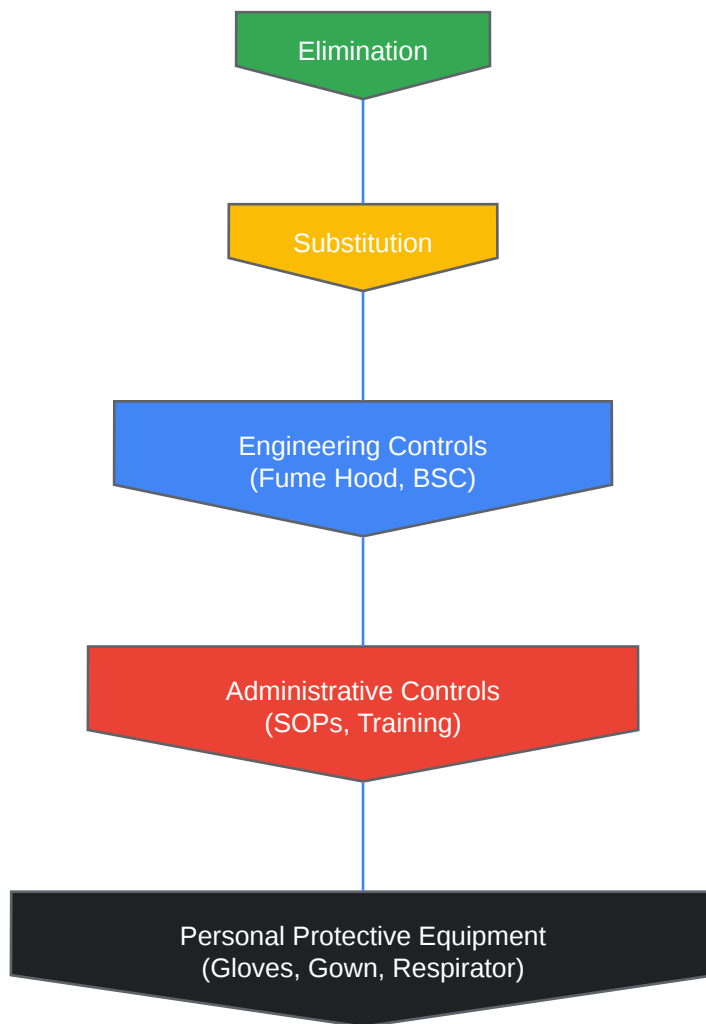 Elimination
Substitution
Engineering Controls
(Fume Hood, BSC)
Administrative Controls
(SOPs, Training)
Personal Protective Equipment
(Gloves, Gown, Respirator)